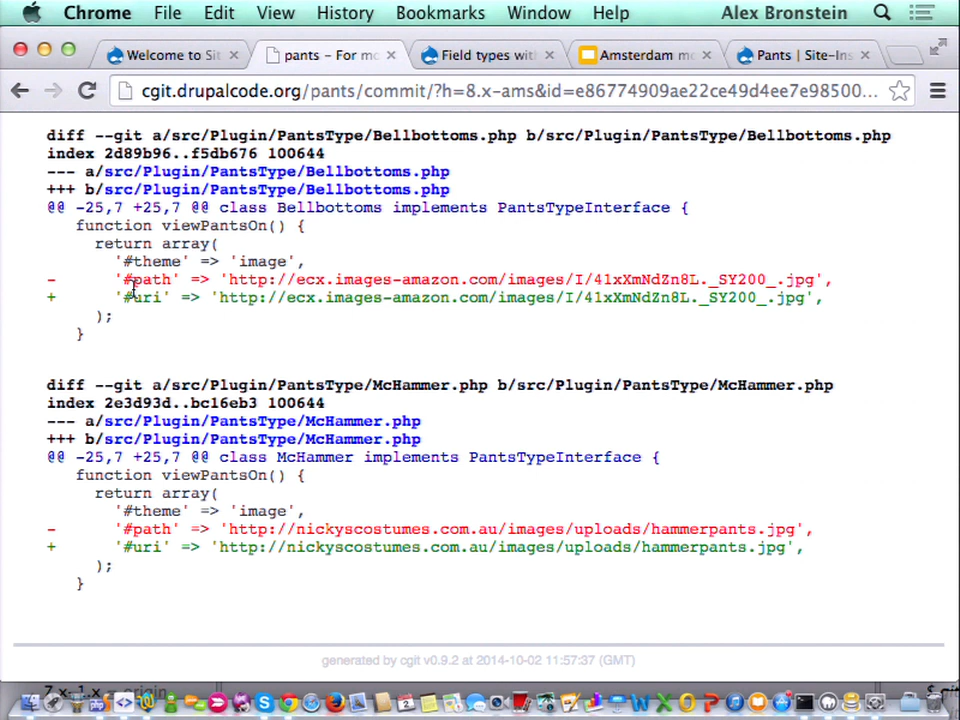 Chrome File Edit View History Bookmarks Window Help Alex Bronstein
Welcome to Sit
pants – For mo
Field types with
Amsterdam mo
Pants | Site-Ins
cgit.drupalcode.org/pants/commit/?h=8.x-ams&id=e86774909ae22ce49d4ee7e98500...
diff --git a/src/Plugin/PantsType/Bellbottoms.php b/src/Plugin/PantsType/Bellbottoms.php
index 2d89b96..f5db676 100644
--- a/src/Plugin/PantsType/Bellbottoms.php
+++ b/src/Plugin/PantsType/Bellbottoms.php
@@ -25,7 +25,7 @@ class Bellbottoms implements PantsTypeInterface {
function viewPantsOn() {
return array(
'#theme' => 'image',
- '#path' => 'http://ecx.images-amazon.com/images/I/41xXmNdZn8L._SY200_.jpg',
+ '#uri' => 'http://ecx.images-amazon.com/images/I/41xXmNdZn8L._SY200_.jpg',
);
}
diff --git a/src/Plugin/PantsType/McHammer.php b/src/Plugin/PantsType/McHammer.php
index 2e3d93d..bc16eb3 100644
--- a/src/Plugin/PantsType/McHammer.php
+++ b/src/Plugin/PantsType/McHammer.php
@@ -25,7 +25,7 @@ class McHammer implements PantsTypeInterface {
function viewPantsOn() {
return array(
'#theme' => 'image',
- '#path' => 'http://nickyscostumes.com.au/images/uploads/hammerpants.jpg',
+ '#uri' => 'http://nickyscostumes.com.au/images/uploads/hammerpants.jpg',
);
}
generated by cgit v0.9.2 at 2014-10-02 11:57:37 (GMT)